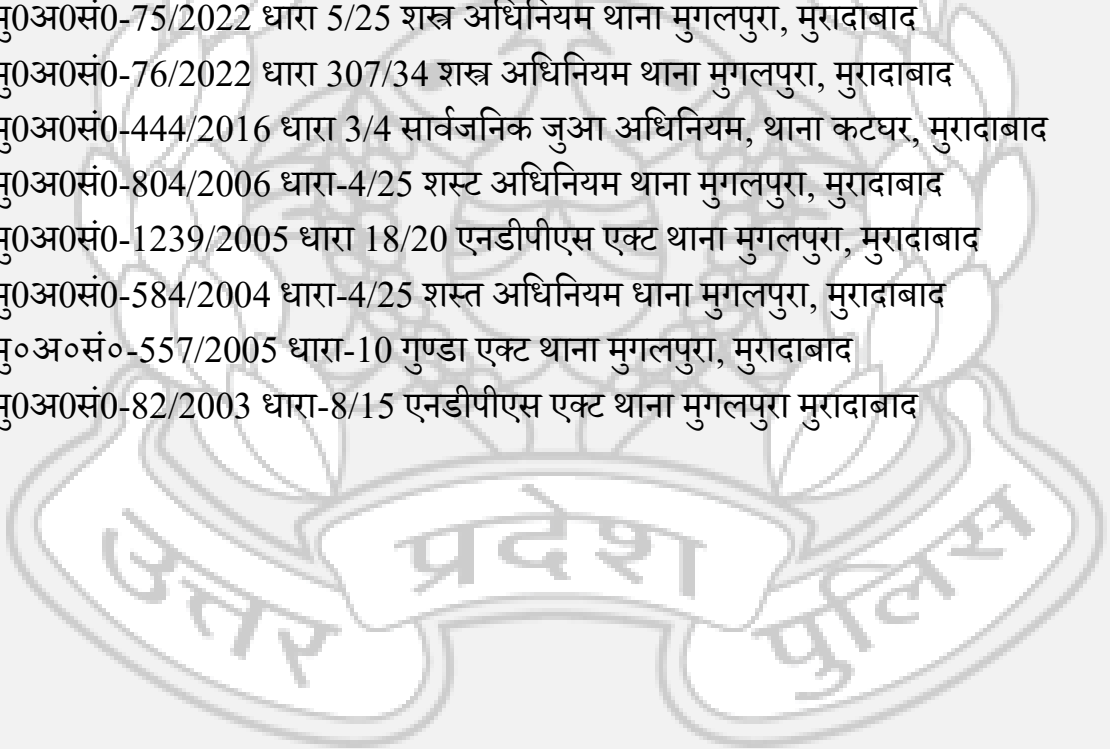 मु0अ0सं0-75/2022 धारा 5/25 शस्त्र अधिनियम थाना मुगलपुरा, मुरादाबाद
मु0अ0सं0-76/2022 धारा 307/34 शस्त्र अधिनियम थाना मुगलपुरा, मुरादाबाद
मु0अ0सं0-444/2016 धारा 3/4 सार्वजनिक जुआ अधिनियम, थाना कटघर, मुरादाबाद
मु0अ0सं0-804/2006 धारा-4/25 शस्ट अधिनियम थाना मुगलपुरा, मुरादाबाद
मु0अ0सं0-1239/2005 धारा 18/20 एनडीपीएस एक्ट थाना मुगलपुरा, मुरादाबाद
मु0अ0सं0-584/2004 धारा-4/25 शस्त अधिनियम धाना मुगलपुरा, मुरादाबाद
मु०अ०सं०-557/2005 धारा-10 गुण्डा एक्ट थाना मुगलपुरा, मुरादाबाद
मु0अ0सं0-82/2003 धारा-8/15 एनडीपीएस एक्ट थाना मुगलपुरा मुरादाबाद
उत्तर प्रदेश पुलिस